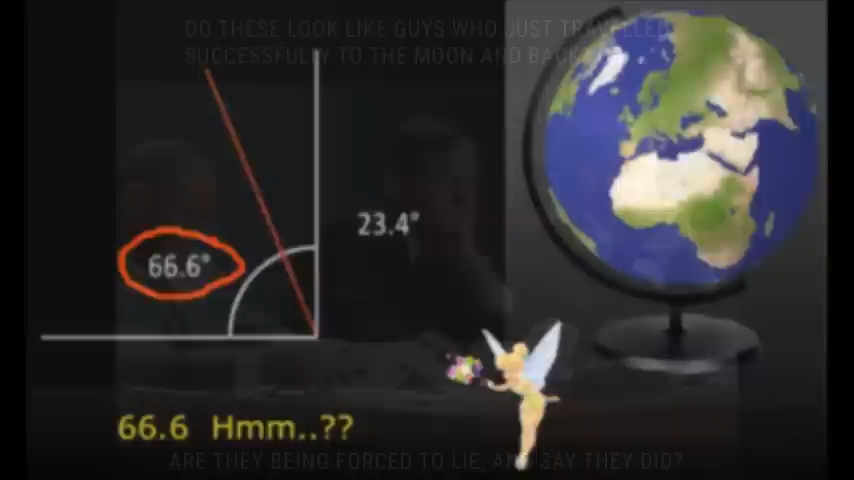 DO THESE LOOK LIKE GUYS WHO JUST TRAVELLED
SUCCESSFULLY TO THE MOON AND BACK?
23.4°
66.6°
66.6 Hmm..??
ARE THEY BEING FORCED TO LIE, AND SAY THEY DID?